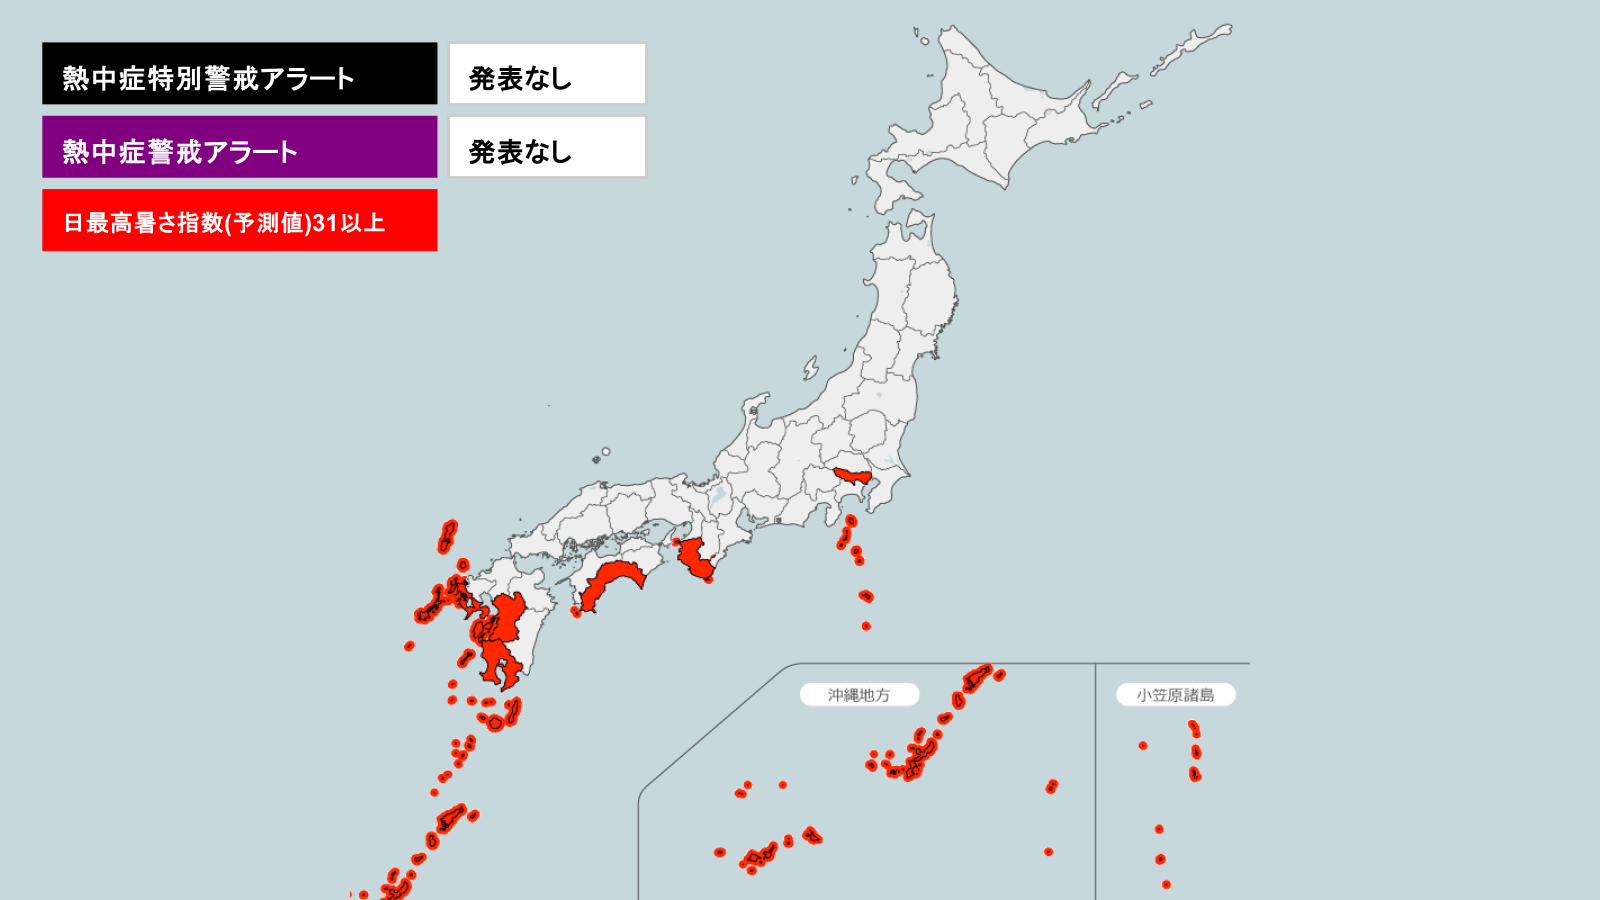 熱中症特別警戒アラート
発表なし
熱中症警戒アラート
発表なし
日最高暑さ指数(予測値)31以上
沖縄地方
小笠原諸島